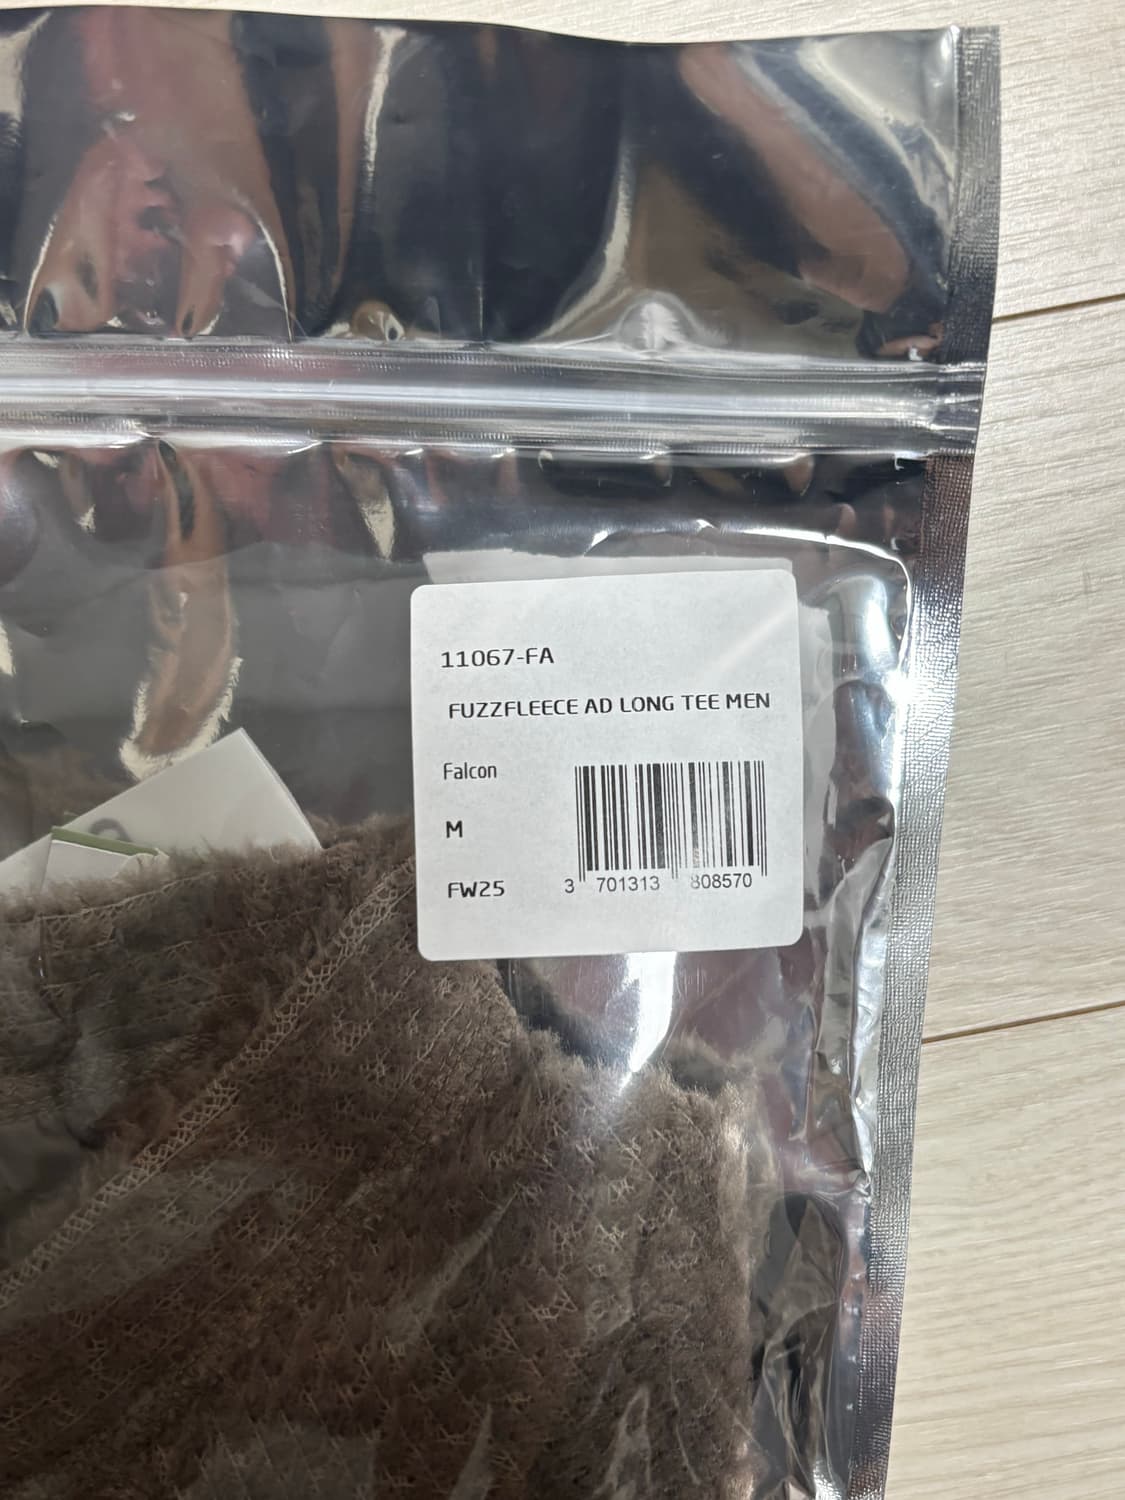 11067-FA
FUZZFLEECE AD LONG TEE MEN
Falcon
M
FW25
3 701313 808570